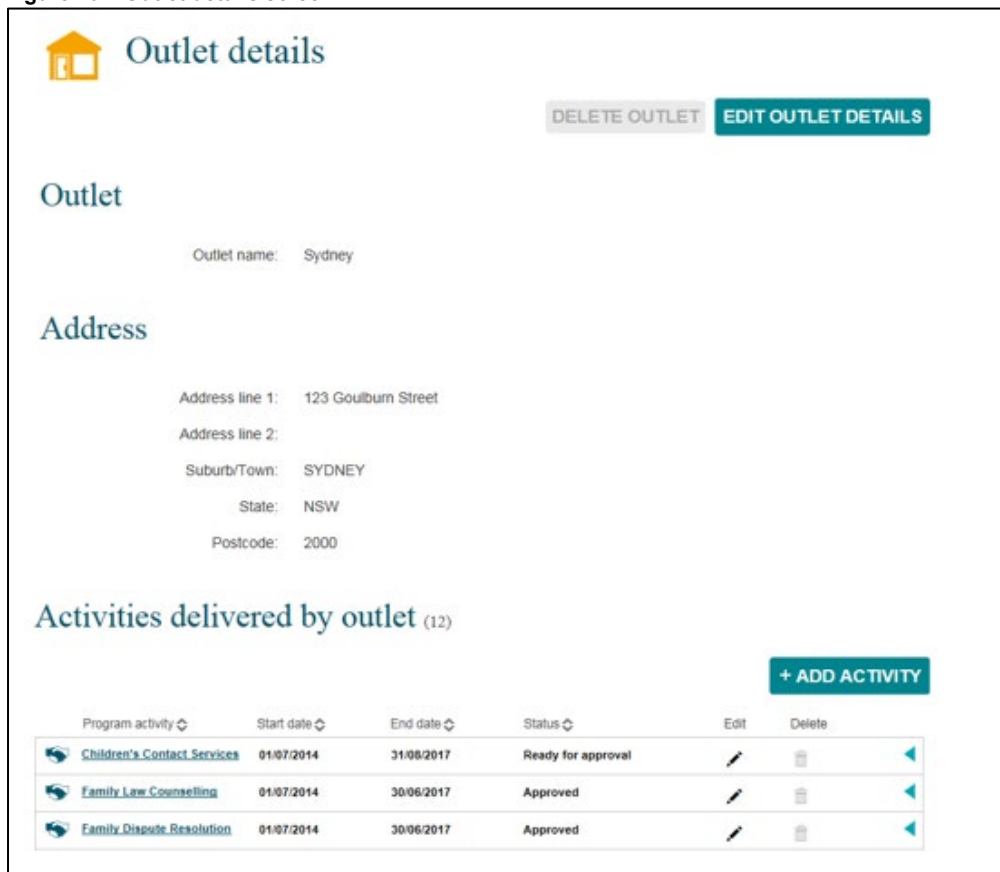 Outlet details
DELETE OUTLET EDIT OUTLET DETAILS
Outlet
Outlet name: Sydney
Address
Address line 1: 123 Goulburn Street
Address line 2:
Suburb/Town: SYDNEY
State: NSW
Postcode: 2000
Activities delivered by outlet (12)
+ ADD ACTIVITY
Program activity Start date End date Status Edit Delete
Children's Contact Services 01/07/2014 31/08/2017 Ready for approval
Family Law Counselling 01/07/2014 30/06/2017 Approved
Family Dispute Resolution 01/07/2014 30/06/2017 Approved